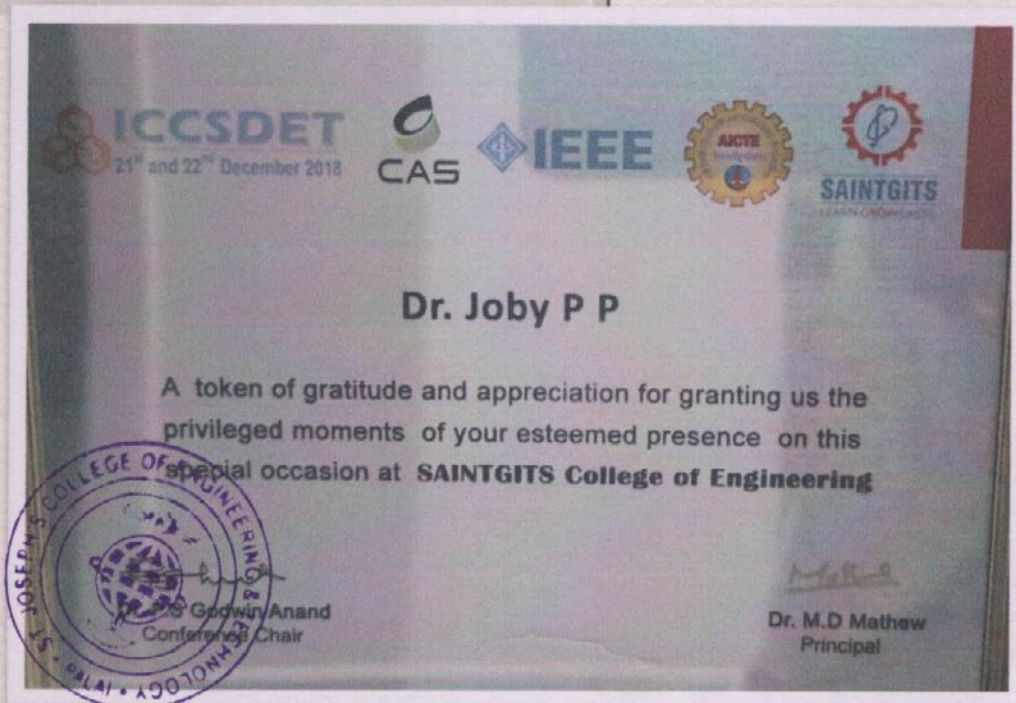 ICCSDET
21st and 22nd December 2018
CAS
IEEE
AICTE
SAINTGITS
Dr. Joby P P
A token of gratitude and appreciation for granting us the
privileged moments of your esteemed presence on this
special occasion at SAINTGITS College of Engineering
ST. JOSEPH'S COLLEGE OF ENGINEERING & TECHNOLOGY • PALAI •
S Godwin Anand
Conference Chair
Dr. M.D Mathew
Principal